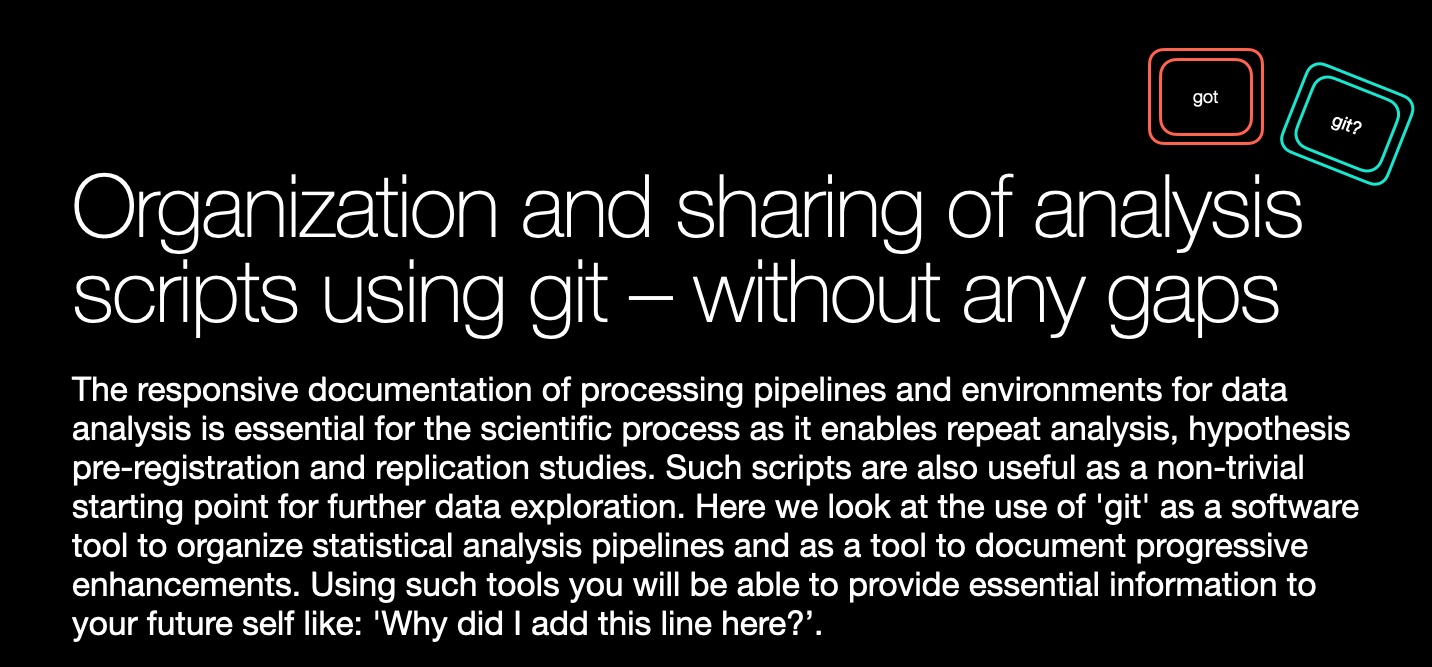 got
git?
Organization and sharing of analysis
scripts using git – without any gaps
The responsive documentation of processing pipelines and environments for data
analysis is essential for the scientific process as it enables repeat analysis, hypothesis
pre-registration and replication studies. Such scripts are also useful as a non-trivial
starting point for further data exploration. Here we look at the use of 'git' as a software
tool to organize statistical analysis pipelines and as a tool to document progressive
enhancements. Using such tools you will be able to provide essential information to
your future self like: 'Why did I add this line here?’.